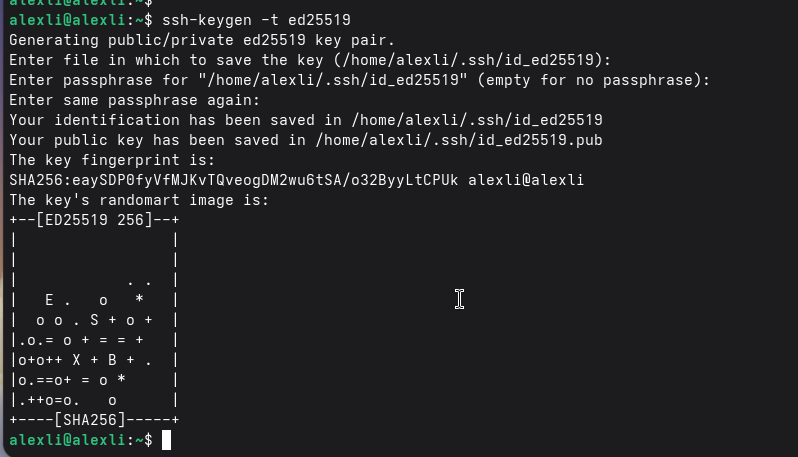 alexli@alexli:~$
alexli@alexli:~$ ssh-keygen -t ed25519
Generating public/private ed25519 key pair.
Enter file in which to save the key (/home/alexli/.ssh/id_ed25519):
Enter passphrase for "/home/alexli/.ssh/id_ed25519" (empty for no passphrase):
Enter same passphrase again:
Your identification has been saved in /home/alexli/.ssh/id_ed25519
Your public key has been saved in /home/alexli/.ssh/id_ed25519.pub
The key fingerprint is:
SHA256:eaySDP0fyVfMJKvTQveogDM2wu6tSA/o32ByyLtCPUk alexli@alexli
The key's randomart image is:
+--[ED25519 256]--+
|                 |
|                 |
|            . .  |
|   E .   o   *   |
|  o o . S + o +  |
|.o.= o + = = +   |
|o+o++ X + B + .  |
|o.==o+ = o *     |
|.++o=o.   o      |
+----[SHA256]-----+
alexli@alexli:~$